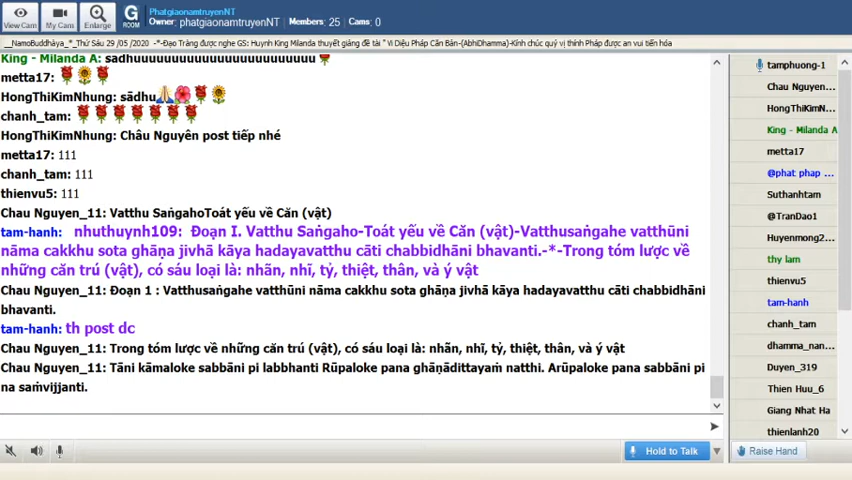 PhatgiaonamtruyenNT
Owner: phatgiaonamtruyenNT | Members: 25 | Cams: 0
View Cam
My Cams
Enlarge
G ROOM
__NamoBuddhāya_*_Thứ Sáu 29 /05 /2020 -*-Đạo Tràng được nghe GS: Huynh King Milanda thuyết giảng đề tài " Vi Diệu Pháp Căn Bản-(AbhiDhamma)-Kính chúc quý vị thính Pháp được an vui tiến hóa
King - Milanda A: sādhuuuuuuuuuuuuuuuuuuuuuuuuu
metta17:
HongThiKimNhung: sādhu
chanh_tam:
HongThiKimNhung: Châu Nguyên post tiếp nhé
metta17: 111
chanh_tam: 111
thienvu5: 111
Chau Nguyen_11: Vatthu SaṅgahoToát yếu về Căn (vật)
tam-hanh: nhuthuynh109: Đoạn I. Vatthu Saṅgaho-Toát yếu về Căn (vật)-Vatthusaṅgahe vatthūni
nāma cakkhu sota ghāṇa jivhā kāya hadayavatthu cāti chabbidhāni bhavanti.-*-Trong tóm lược về
những căn trú (vật), có sáu loại là: nhãn, nhĩ, tỷ, thiệt, thân, và ý vật
Chau Nguyen_11: Đoạn 1 : Vatthusaṅgahe vatthūni nāma cakkhu sota ghāṇa jivhā kāya hadayavatthu cāti chabbidhāni
bhavanti.
tam-hanh: th post dc
Chau Nguyen_11: Trong tóm lược về những căn trú (vật), có sáu loại là: nhãn, nhĩ, tỷ, thiệt, thân, và ý vật
Chau Nguyen_11: Tāni kāmaloke sabbāni pi labbhanti Rūpaloke pana ghāṇādittayaṁ natthi. Arūpaloke pana sabbāni pi
na saṁvijjanti.
tamphuong-1
Chau Nguyen...
HongThiKimN...
King - Milanda A
metta17
@phat phap ...
Suthanhtam
@TranDao1
Huyenmong2...
thy lam
thienvu5
tam-hanh
chanh_tam
dhamma_nan...
Duyen_319
Thien Huu_6
Giang Nhat Ha
thienlanh20
Hold to Talk
Raise Hand